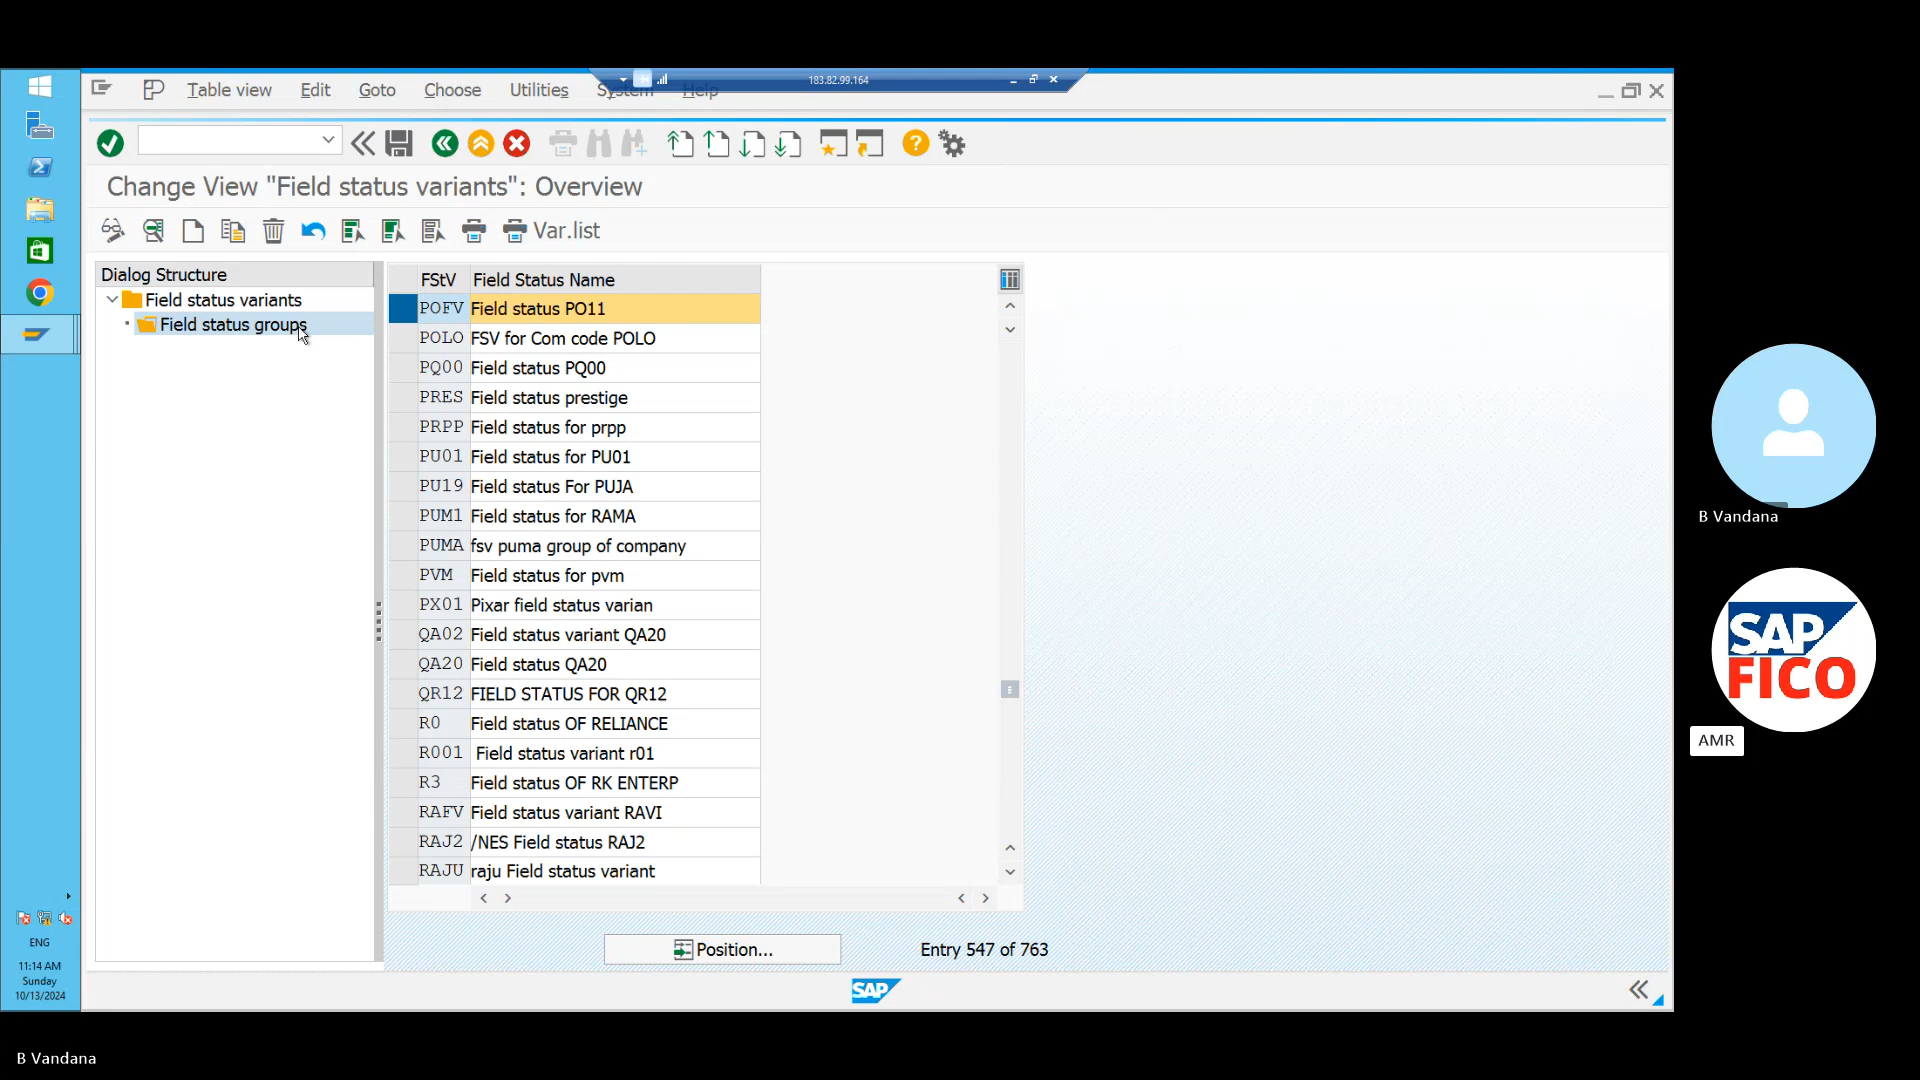 183.82.99.164
Table view Edit Goto Choose Utilities System Help
Change View "Field status variants": Overview
Var.list
Dialog Structure
Field status variants
Field status groups
FStV Field Status Name
POFV Field status PO11
POLO FSV for Com code POLO
PQ00 Field status PQ00
PRES Field status prestige
PRPP Field status for prpp
PU01 Field status for PU01
PU19 Field status For PUJA
PUM1 Field status for RAMA
PUMA fsv puma group of company
PVM Field status for pvm
PX01 Pixar field status varian
QA02 Field status variant QA20
QA20 Field status QA20
QR12 FIELD STATUS FOR QR12
R0 Field status OF RELIANCE
R001 Field status variant r01
R3 Field status OF RK ENTERP
RAFV Field status variant RAVI
RAJ2 /NES Field status RAJ2
RAJU raju Field status variant
Position...
Entry 547 of 763
SAP
ENG
11:14 AM
Sunday
10/13/2024
B Vandana
SAP
FICO
AMR
B Vandana